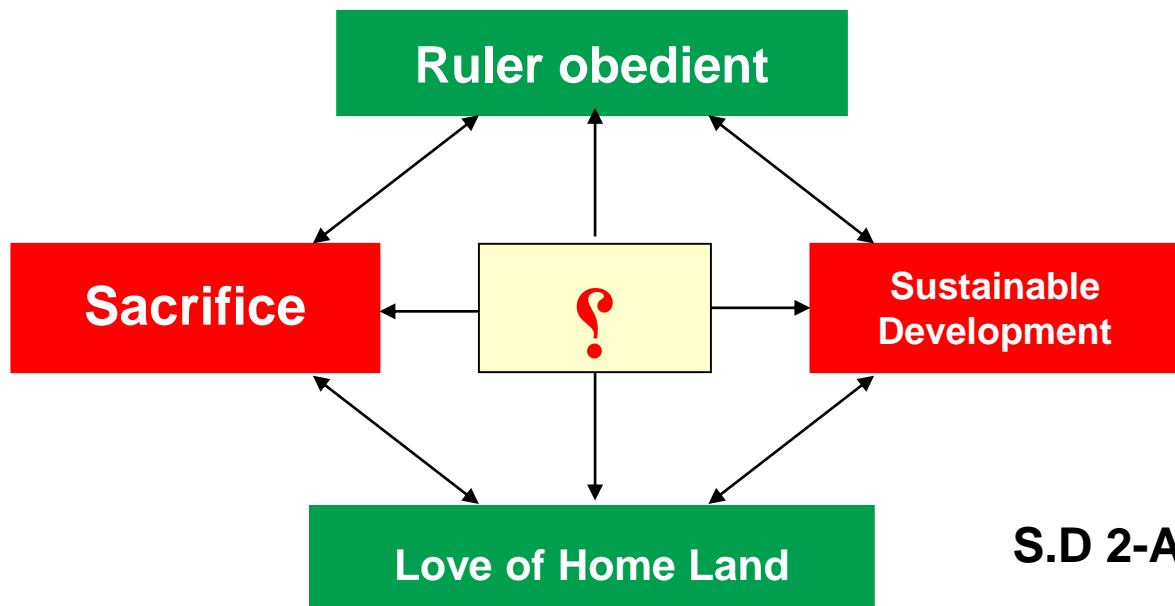 Ruler obedient
Sacrifice
؟
Sustainable
Development
Love of Home Land
S.D 2-A